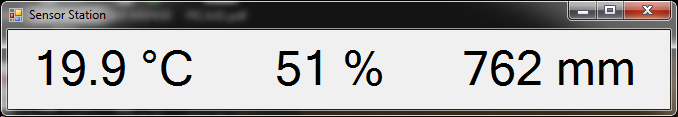 Sensor Station
19.9 °C 51 % 762 mm